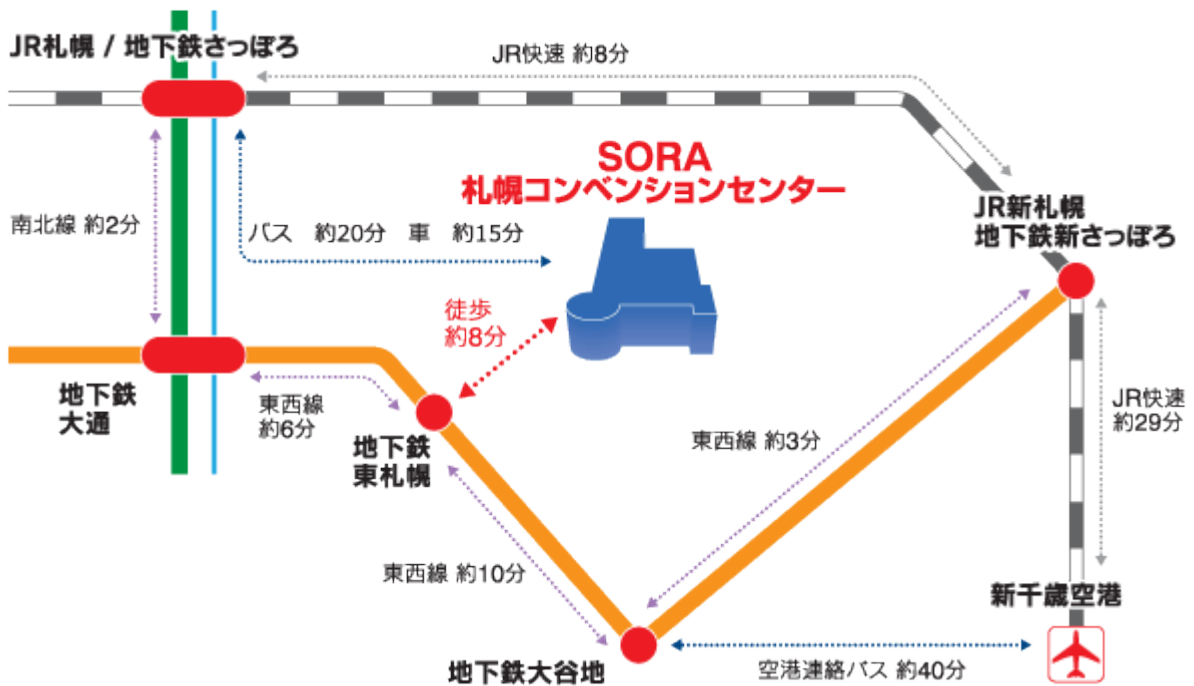 JR札幌 / 地下鉄さっぽろ
JR快速 約8分
SORA
札幌コンベンションセンター
JR新札幌
地下鉄新さっぽろ
南北線 約2分
バス 約20分 車 約15分
徒歩
約8分
地下鉄
大通
東西線
約6分
地下鉄
東札幌
東西線 約3分
JR快速
約29分
東西線 約10分
新千歳空港
地下鉄大谷地
空港連絡バス 約40分